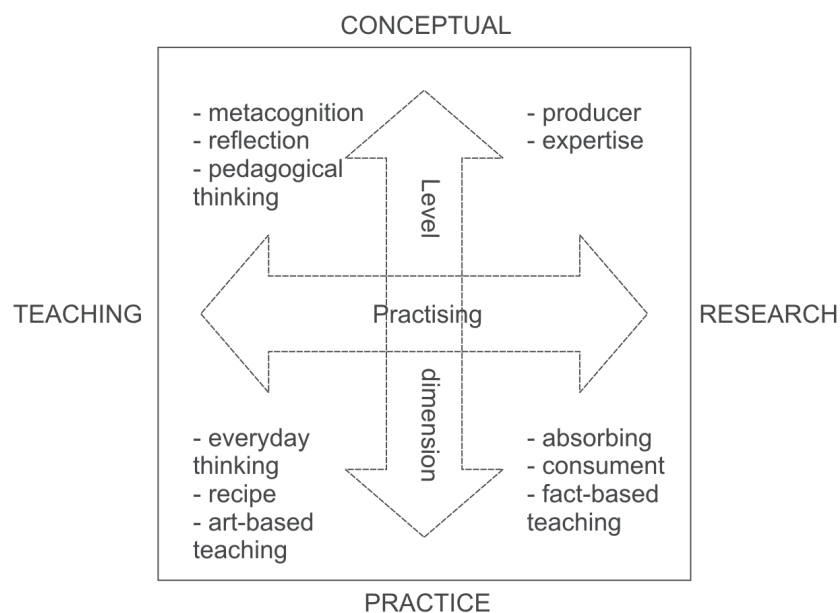 CONCEPTUAL
- metacognition
- reflection
- pedagogical
thinking
- producer
- expertise
Level
TEACHING
Practising
RESEARCH
dimension
- everyday
thinking
- recipe
- art-based
teaching
- absorbing
- consument
- fact-based
teaching
PRACTICE